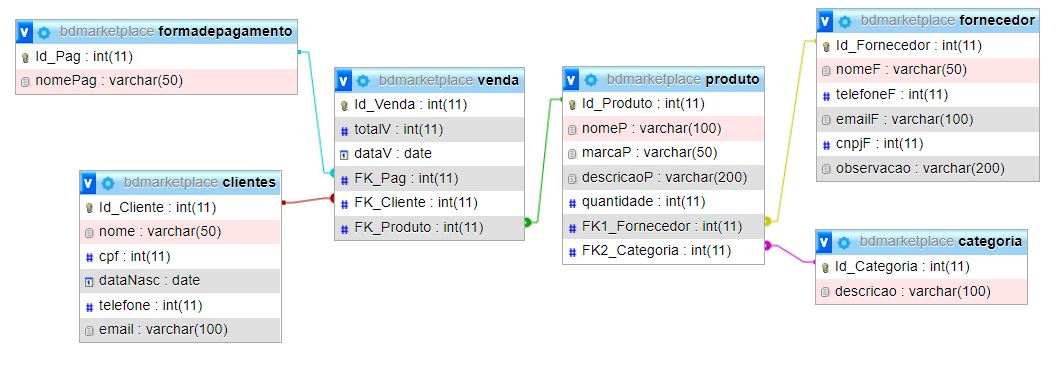 bdmarketplace formadepagamento
Id_Pag : int(11)
nomePag : varchar(50)
bdmarketplace clientes
Id_Cliente : int(11)
nome : varchar(50)
cpf : int(11)
dataNasc : date
telefone : int(11)
email : varchar(100)
bdmarketplace venda
Id_Venda : int(11)
totalV : int(11)
dataV : date
FK_Pag : int(11)
FK_Cliente : int(11)
FK_Produto : int(11)
bdmarketplace produto
Id_Produto : int(11)
nomeP : varchar(100)
marcaP : varchar(50)
descricaoP : varchar(200)
quantidade : int(11)
FK1_Fornecedor : int(11)
FK2_Categoria : int(11)
bdmarketplace fornecedor
Id_Fornecedor : int(11)
nomeF : varchar(50)
telefoneF : int(11)
emailF : varchar(100)
cnpjF : int(11)
observacao : varchar(200)
bdmarketplace categoria
Id_Categoria : int(11)
descricao : varchar(100)